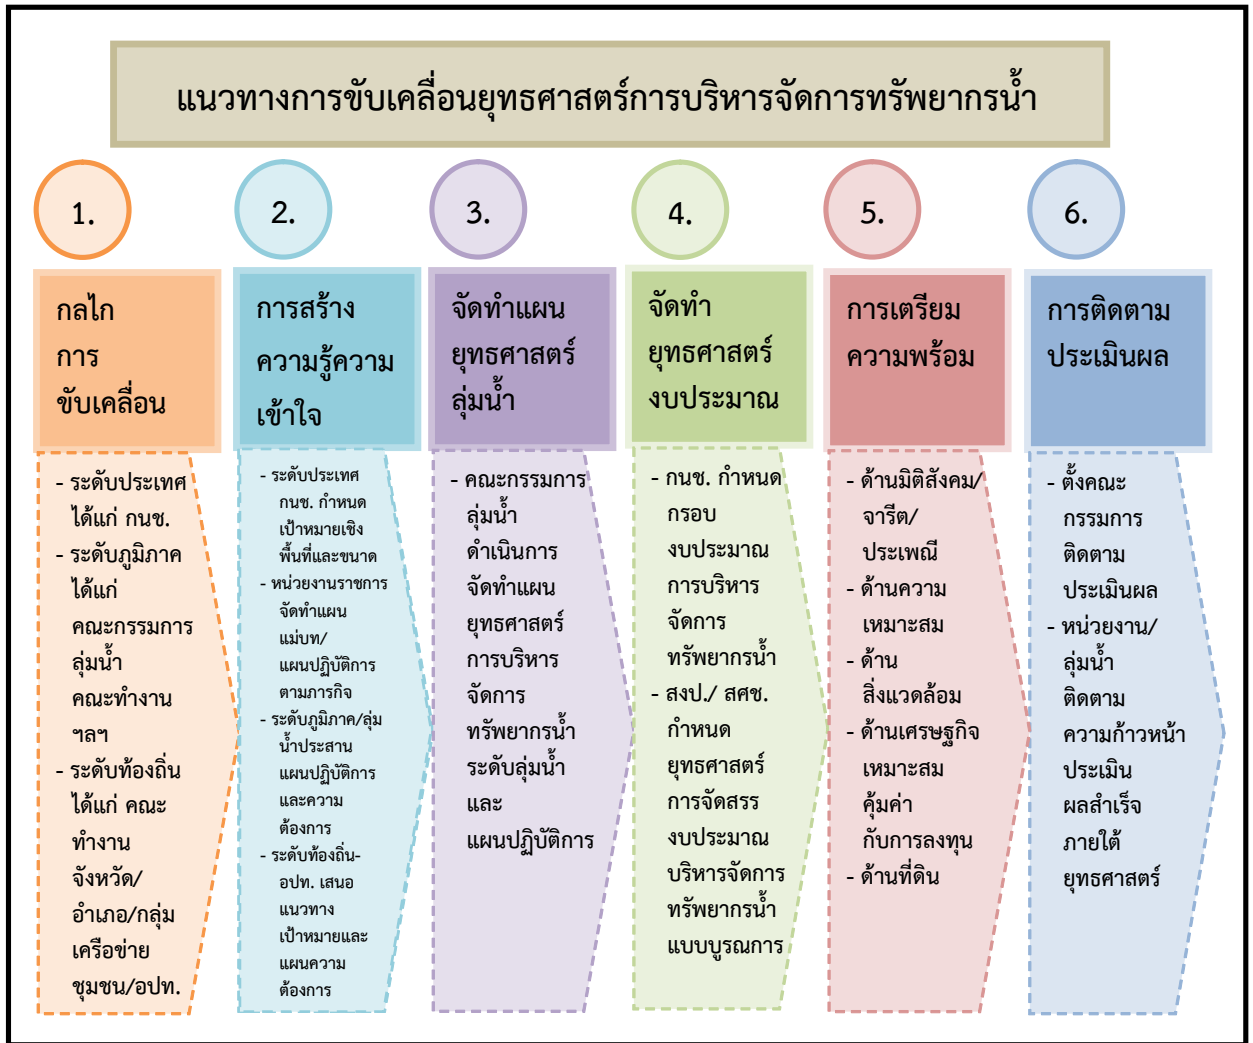 แนวทางการขับเคลื่อนยุทธศาสตร์การบริหารจัดการทรัพยากรน้ำ
1.
กลไก
การ
ขับเคลื่อน
- ระดับประเทศ
ได้แก่ กนช.
- ระดับภูมิภาค
ได้แก่
คณะกรรมการ
ลุ่มน้ำ
คณะทำงาน
ฯลฯ
- ระดับท้องถิ่น
ได้แก่ คณะ
ทำงาน
จังหวัด/
อำเภอ/กลุ่ม
เครือข่าย
ชุมชน/อปท.
2.
การสร้าง
ความรู้ความ
เข้าใจ
- ระดับประเทศ
กนช. กำหนด
เป้าหมายเชิง
พื้นที่และขนาด
- หน่วยงานราชการ
จัดทำแผน
แม่บท/
แผนปฏิบัติการ
ตามภารกิจ
- ระดับภูมิภาค/ลุ่ม
น้ำประสาน
แผนปฏิบัติการ
และความ
ต้องการ
- ระดับท้องถิ่น-
อปท. เสนอ
แนวทาง
เป้าหมายและ
แผนความ
ต้องการ
3.
จัดทำแผน
ยุทธศาสตร์
ลุ่มน้ำ
- คณะกรรมการ
ลุ่มน้ำ
ดำเนินการ
จัดทำแผน
ยุทธศาสตร์
การบริหาร
จัดการ
ทรัพยากรน้ำ
ระดับลุ่มน้ำ
และ
แผนปฏิบัติการ
4.
จัดทำ
ยุทธศาสตร์
งบประมาณ
- กนช. กำหนด
กรอบ
งบประมาณ
การบริหาร
จัดการ
ทรัพยากรน้ำ
- สงป./ สศช.
กำหนด
ยุทธศาสตร์
การจัดสรร
งบประมาณ
บริหารจัดการ
ทรัพยากรน้ำ
แบบบูรณการ
5.
การเตรียม
ความพร้อม
- ด้านมิติสังคม/
จารีต/
ประเพณี
- ด้านความ
เหมาะสม
- ด้าน
สิ่งแวดล้อม
- ด้านเศรษฐกิจ
เหมาะสม
คุ้มค่า
กับการลงทุน
- ด้านที่ดิน
6.
การติดตาม
ประเมินผล
- ตั้งคณะ
กรรมการ
ติดตาม
ประเมินผล
- หน่วยงาน/
ลุ่มน้ำ
ติดตาม
ความก้าวหน้า
ประเมิน
ผลสำเร็จ
ภายใต้
ยุทธศาสตร์